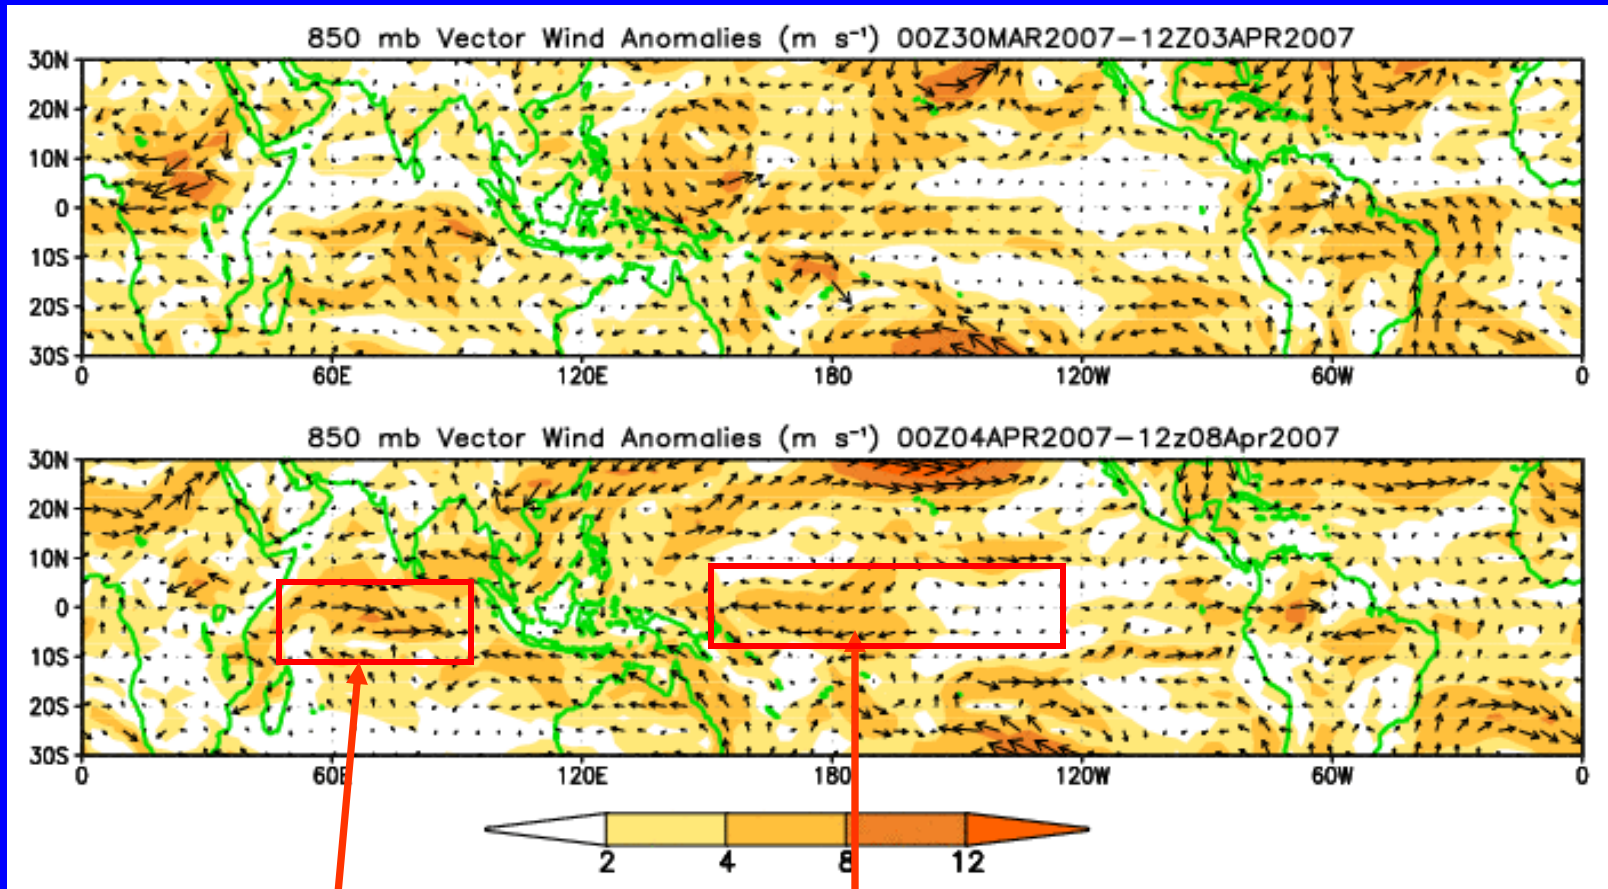 850 mb Vector Wind Anomalies (m s⁻¹) 00Z30MAR2007−12Z03APR2007
30N
20N
10N
0
10S
20S
30S
0 60E 120E 180 120W 60W 0
850 mb Vector Wind Anomalies (m s⁻¹) 00Z04APR2007−12z08Apr2007
30N
20N
10N
0
10S
20S
30S
0 60E 120E 180 120W 60W 0
2 4 8 12